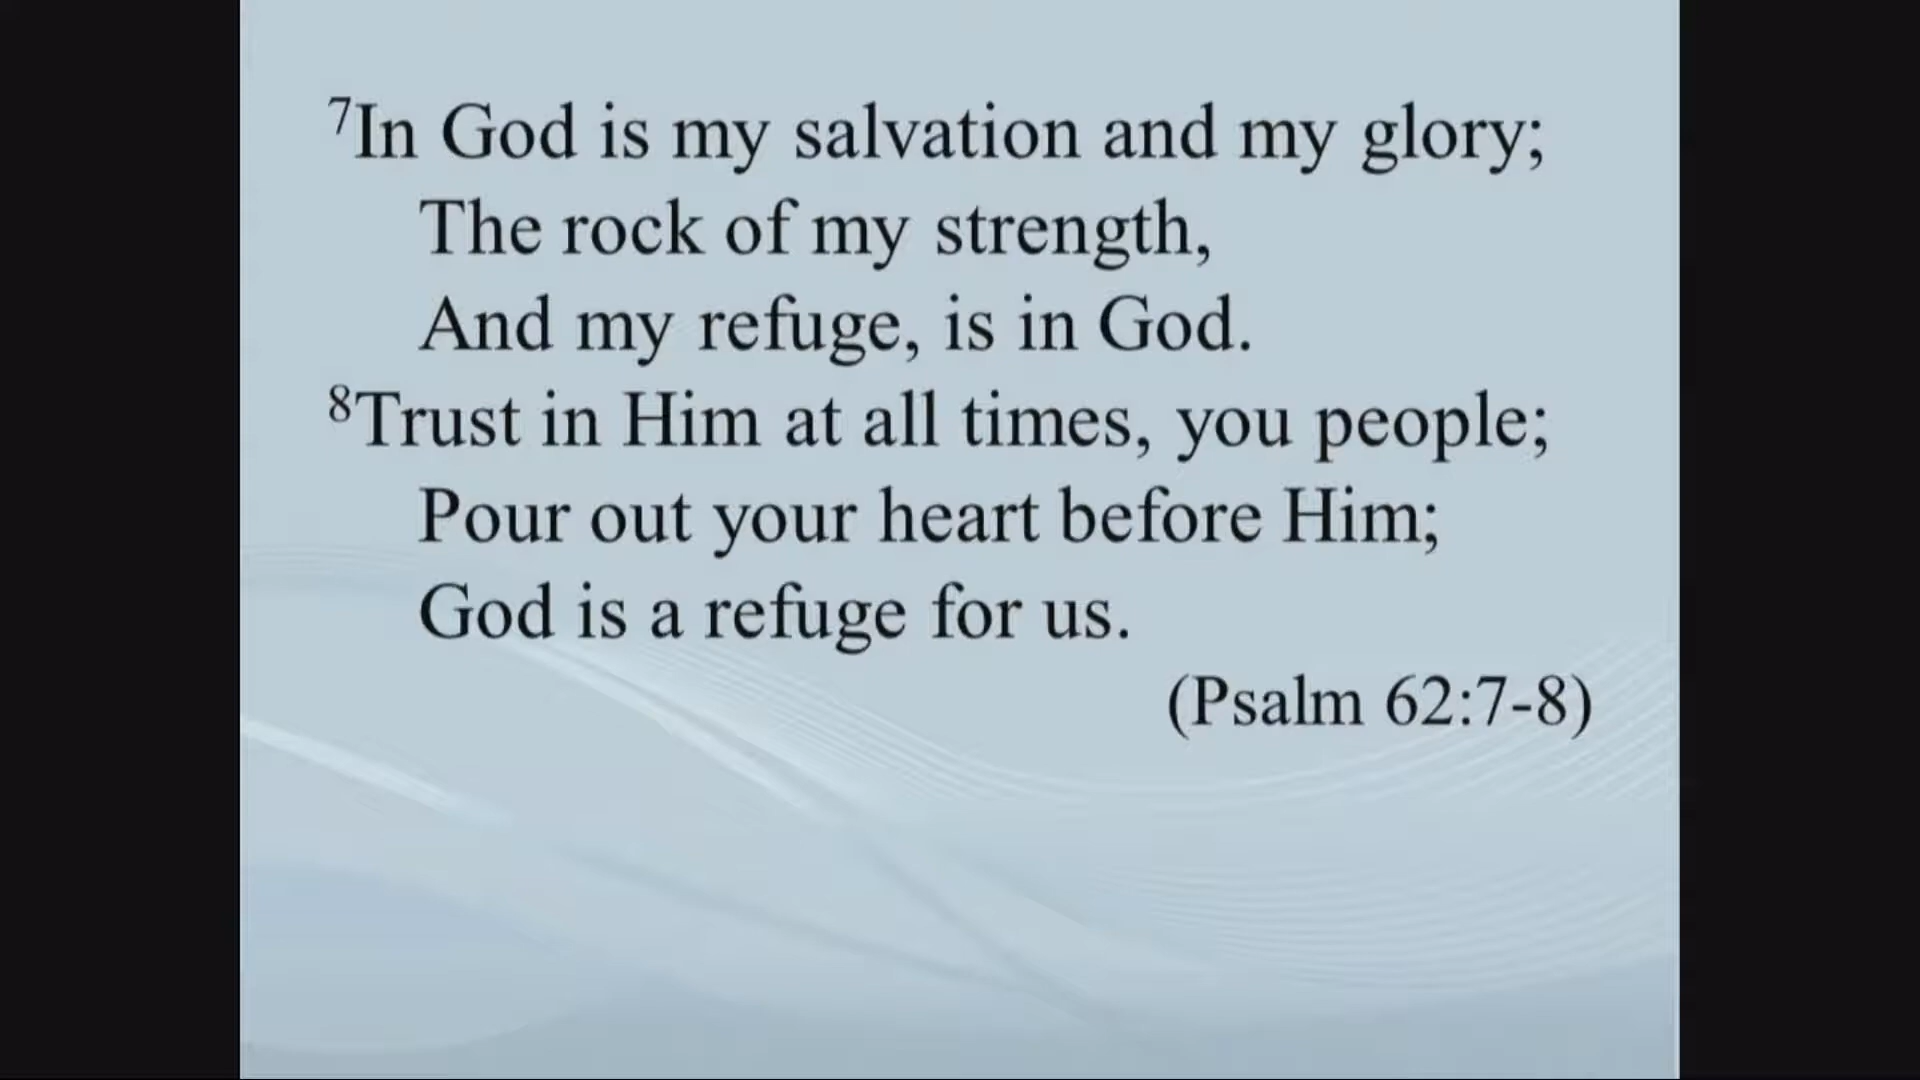 7In God is my salvation and my glory;
The rock of my strength,
And my refuge, is in God.
8Trust in Him at all times, you people;
Pour out your heart before Him;
God is a refuge for us.
(Psalm 62:7-8)